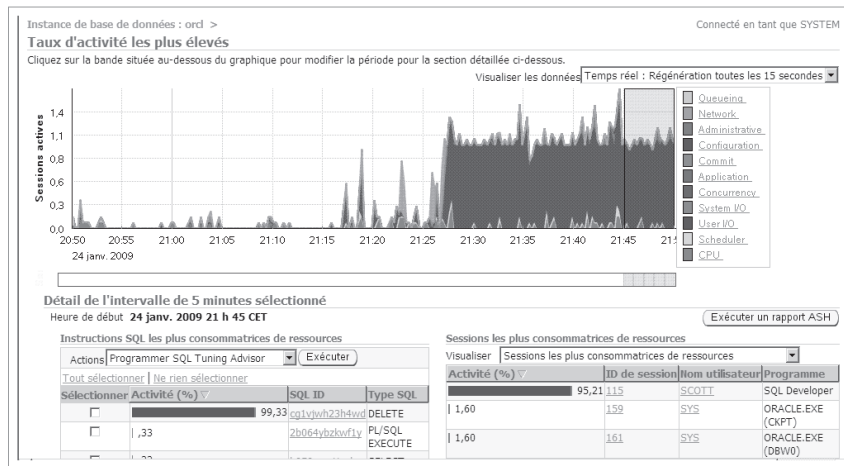 Instance de base de données : orcl >
Connecté en tant que SYSTEM
Taux d'activité les plus élevés
Cliquez sur la bande située au-dessous du graphique pour modifier la période pour la section détaillée ci-dessous.
Visualiser les données Temps réel : Régénération toutes les 15 secondes
Sessions actives
1,4
1,1
0,8
0,6
0,3
0,0
20:50 20:55 21:00 21:05 21:10 21:15 21:20 21:25 21:30 21:35 21:40 21:45
24 janv. 2009
Queueing
Network
Administrative
Configuration
Commit
Application
Concurrency
System I/O
User I/O
Scheduler
CPU
Détail de l'intervalle de 5 minutes sélectionné
Heure de début 24 janv. 2009 21 h 45 CET
Exécuter un rapport ASH
Instructions SQL les plus consommatrices de ressources
Actions Programmer SQL Tuning Advisor Exécuter
Tout sélectionner | Ne rien sélectionner
Sélectionner Activité (%) SQL ID Type SQL
99,33 cg1vjwh23h4wd DELETE
,33 2b064ybzkwf1y PL/SQL EXECUTE
Sessions les plus consommatrices de ressources
Visualiser Sessions les plus consommatrices de ressources
Activité (%) ID de session Nom utilisateur Programme
95,21 115 SCOTT SQL Developer
1,60 159 SYS ORACLE.EXE (CKPT)
1,60 161 SYS ORACLE.EXE (DBW0)